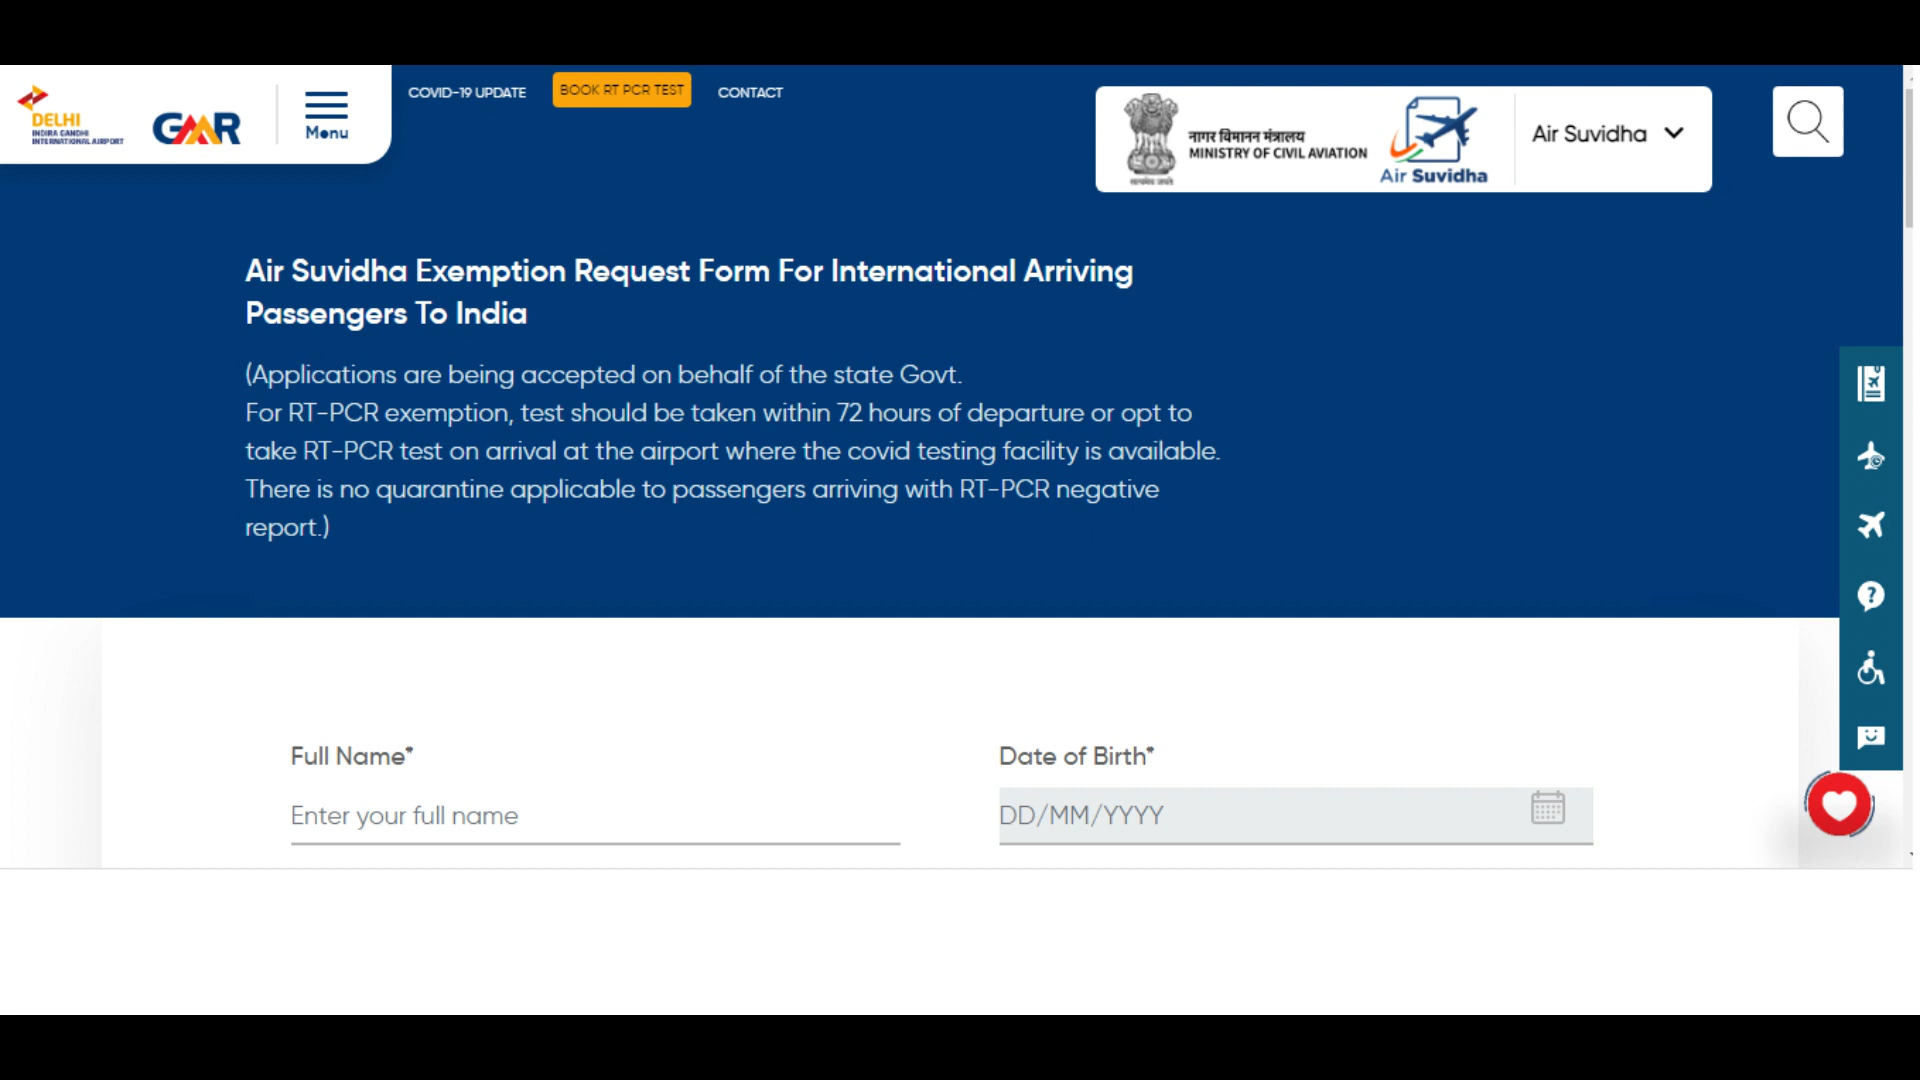 DELHI
INDIRA GANDHI
INTERNATIONAL AIRPORT
GMR
Menu
COVID-19 UPDATE
BOOK RT PCR TEST
CONTACT
सत्यमेव जयते
नागर विमानन मंत्रालय
MINISTRY OF CIVIL AVIATION
Air Suvidha
Air Suvidha
Air Suvidha Exemption Request Form For International Arriving
Passengers To India
(Applications are being accepted on behalf of the state Govt.
For RT-PCR exemption, test should be taken within 72 hours of departure or opt to
take RT-PCR test on arrival at the airport where the covid testing facility is available.
There is no quarantine applicable to passengers arriving with RT-PCR negative
report.)
Full Name*
Date of Birth*
Enter your full name
DD/MM/YYYY